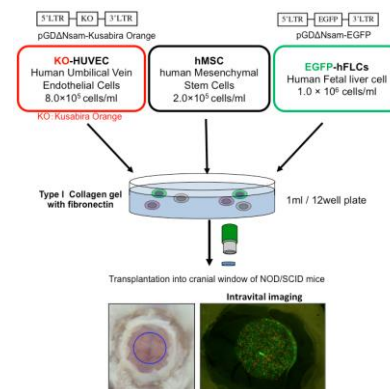 5'LTR KO 3'LTR
pGDΔNsam-Kusabira Orange
5'LTR EGFP 3'LTR
pGDΔNsam-EGFP
KO-HUVEC
Human Umbilical Vein
Endothelial Cells
8.0×10⁵ cells/ml
KO: Kusabira Orange
hMSC
human Mesenchymal
Stem Cells
2.0×10⁵ cells/ml
EGFP-hFLCs
Human Fetal liver cell
1.0 × 10⁶ cells/ml
Type I Collagen gel
with fibronectin
1ml / 12well plate
Transplantation into cranial window of NOD/SCID mice
Intravital imaging